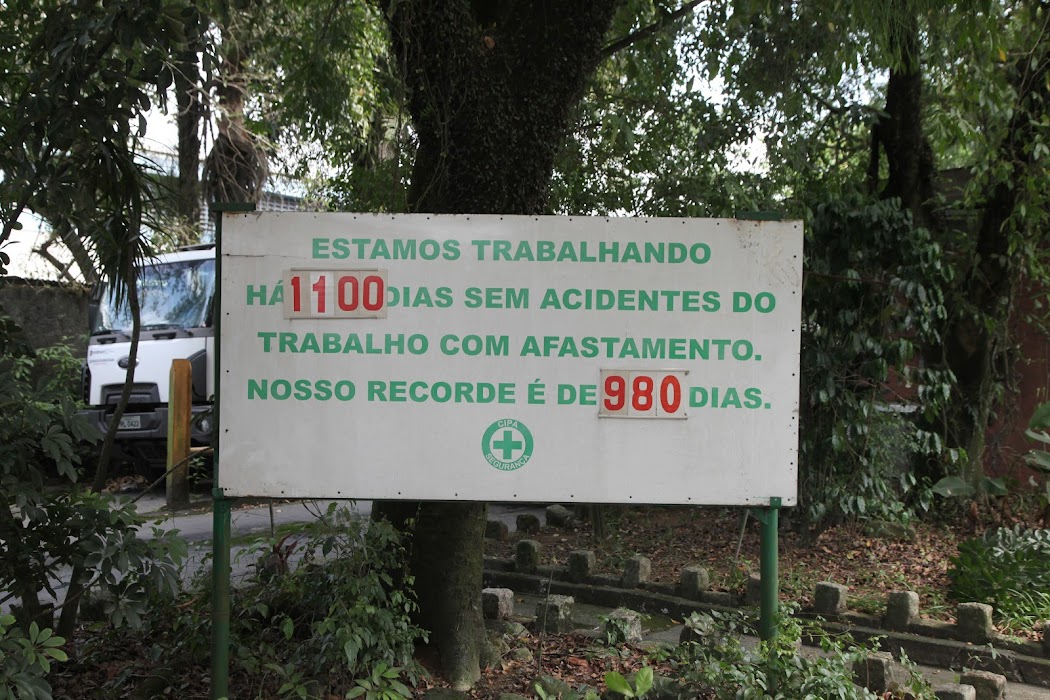 ESTAMOS TRABALHANDO
HÁ 1100 DIAS SEM ACIDENTES DO
TRABALHO COM AFASTAMENTO.
NOSSO RECORDE É DE 980 DIAS.
CIPA
SEGURANÇA